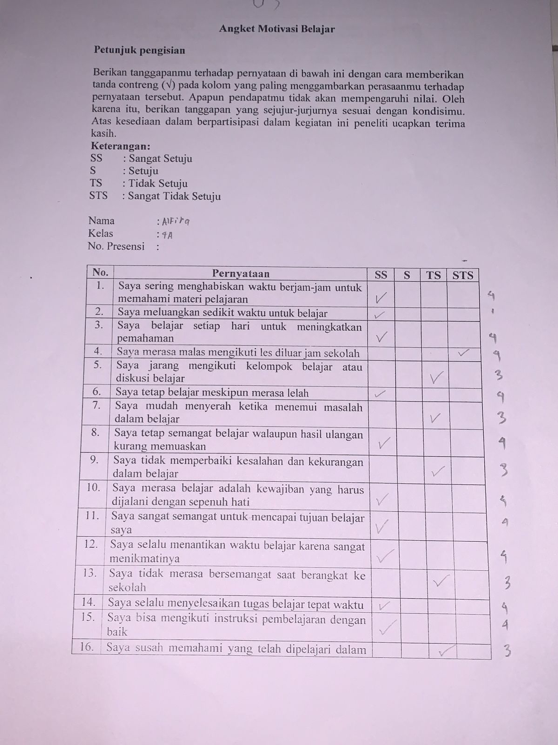 Angket Motivasi Belajar
Petunjuk pengisian
Berikan tanggapanmu terhadap pernyataan di bawah ini dengan cara memberikan
tanda contreng (√) pada kolom yang paling menggambarkan perasaanmu terhadap
pernyataan tersebut. Apapun pendapatmu tidak akan mempengaruhi nilai. Oleh
karena itu, berikan tanggapan yang sejujur-jurjurnya sesuai dengan kondisimu.
Atas kesediaan dalam berpartisipasi dalam kegiatan ini peneliti ucapkan terima
kasih.
Keterangan:
SS : Sangat Setuju
S : Setuju
TS : Tidak Setuju
STS : Sangat Tidak Setuju
Nama :
Kelas : 9A
No. Presensi :
No. Pernyataan SS S TS STS
1. Saya sering menghabiskan waktu berjam-jam untuk
memahami materi pelajaran ✓ 4
2. Saya meluangkan sedikit waktu untuk belajar ✓ 1
3. Saya belajar setiap hari untuk meningkatkan
pemahaman ✓ 4
4. Saya merasa malas mengikuti les diluar jam sekolah ✓ 4
5. Saya jarang mengikuti kelompok belajar atau
diskusi belajar ✓ 3
6. Saya tetap belajar meskipun merasa lelah ✓ 4
7. Saya mudah menyerah ketika menemui masalah
dalam belajar ✓ 3
8. Saya tetap semangat belajar walaupun hasil ulangan
kurang memuaskan ✓ 4
9. Saya tidak memperbaiki kesalahan dan kekurangan
dalam belajar ✓ 3
10. Saya merasa belajar adalah kewajiban yang harus
dijalani dengan sepenuh hati ✓ 4
11. Saya sangat semangat untuk mencapai tujuan belajar
saya ✓ 4
12. Saya selalu menantikan waktu belajar karena sangat
menikmatinya ✓ 4
13. Saya tidak merasa bersemangat saat berangkat ke
sekolah ✓ 3
14. Saya selalu menyelesaikan tugas belajar tepat waktu ✓ 4
15. Saya bisa mengikuti instruksi pembelajaran dengan
baik ✓ 4
16. Saya susah memahami yang telah dipelajari dalam ✓ 3